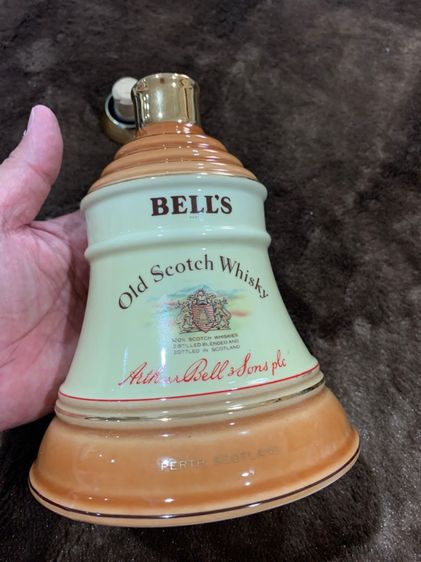 BELL'S
Old Scotch Whisky
100% SCOTCH WHISKIES
DISTILLED, BLENDED AND
BOTTLED IN SCOTLAND
Arthur Bell & Sons plc
PERTH SCOTLAND